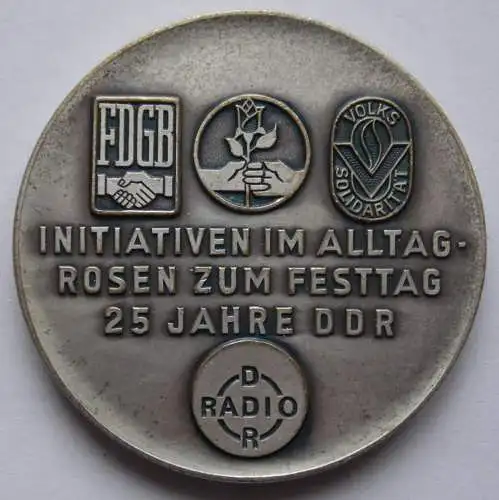 FDGB
VOLKS
SOLIDARITÄT
INITIATIVEN IM ALLTAG-
ROSEN ZUM FESTTAG
25 JAHRE DDR
D
RADIO
R